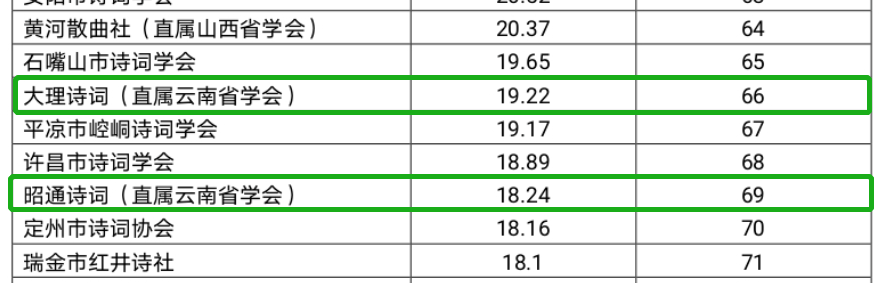 黄河散曲社（直属山西省学会） 20.37 64
石嘴山市诗词学会 19.65 65
大理诗词（直属云南省学会） 19.22 66
平凉市崆峒诗词学会 19.17 67
许昌市诗词学会 18.89 68
昭通诗词（直属云南省学会） 18.24 69
定州市诗词协会 18.16 70
瑞金市红井诗社 18.1 71